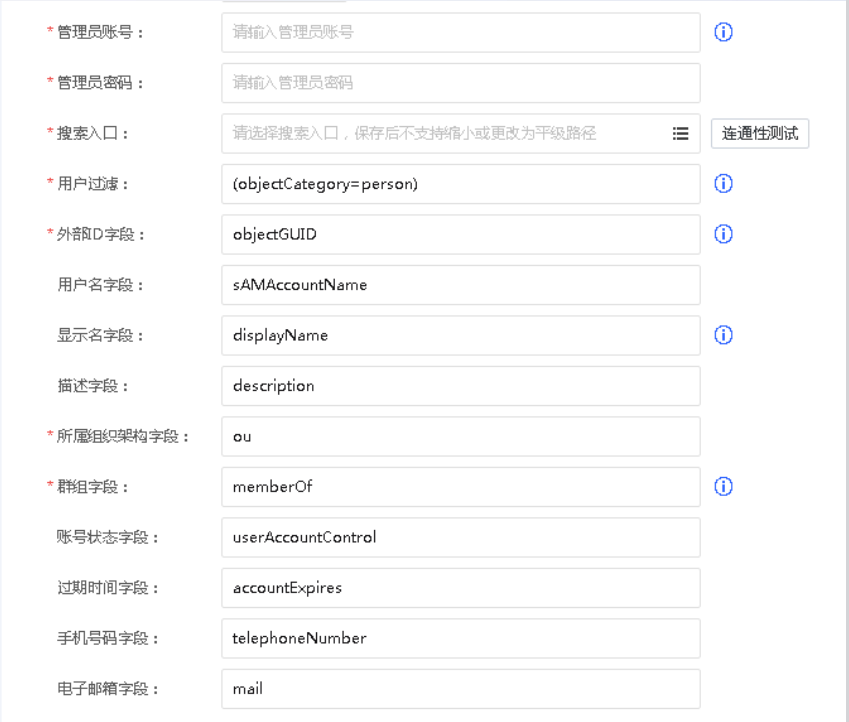 * 管理员账号： 请输入管理员账号
* 管理员密码： 请输入管理员密码
* 搜索入口： 请选择搜索入口，保存后不支持缩小或更改为平级路径 连通性测试
* 用户过滤： (objectCategory=person)
* 外部ID字段： objectGUID
用户名字段： sAMAccountName
显示名字段： displayName
描述字段： description
* 所属组织架构字段： ou
* 群组字段： memberOf
账号状态字段： userAccountControl
过期时间字段： accountExpires
手机号码字段： telephoneNumber
电子邮箱字段： mail